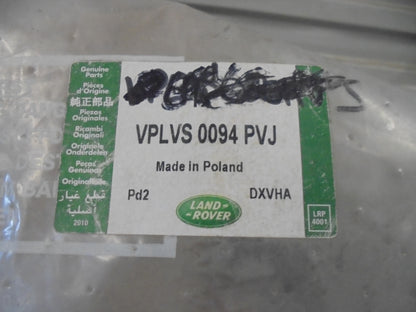 Genuine
Parts
Pièces
d'Origine
純正部品
Piezas
Originales
Ricambi
Originali
Originele
Onderdelen
Peças
Genuínas
Originalteile
قطع غيار
أصلية
2010
VPLVS 0094 PVJ
Made in Poland
Pd2
DXVHA
LAND-
-ROVER
LRP
4001